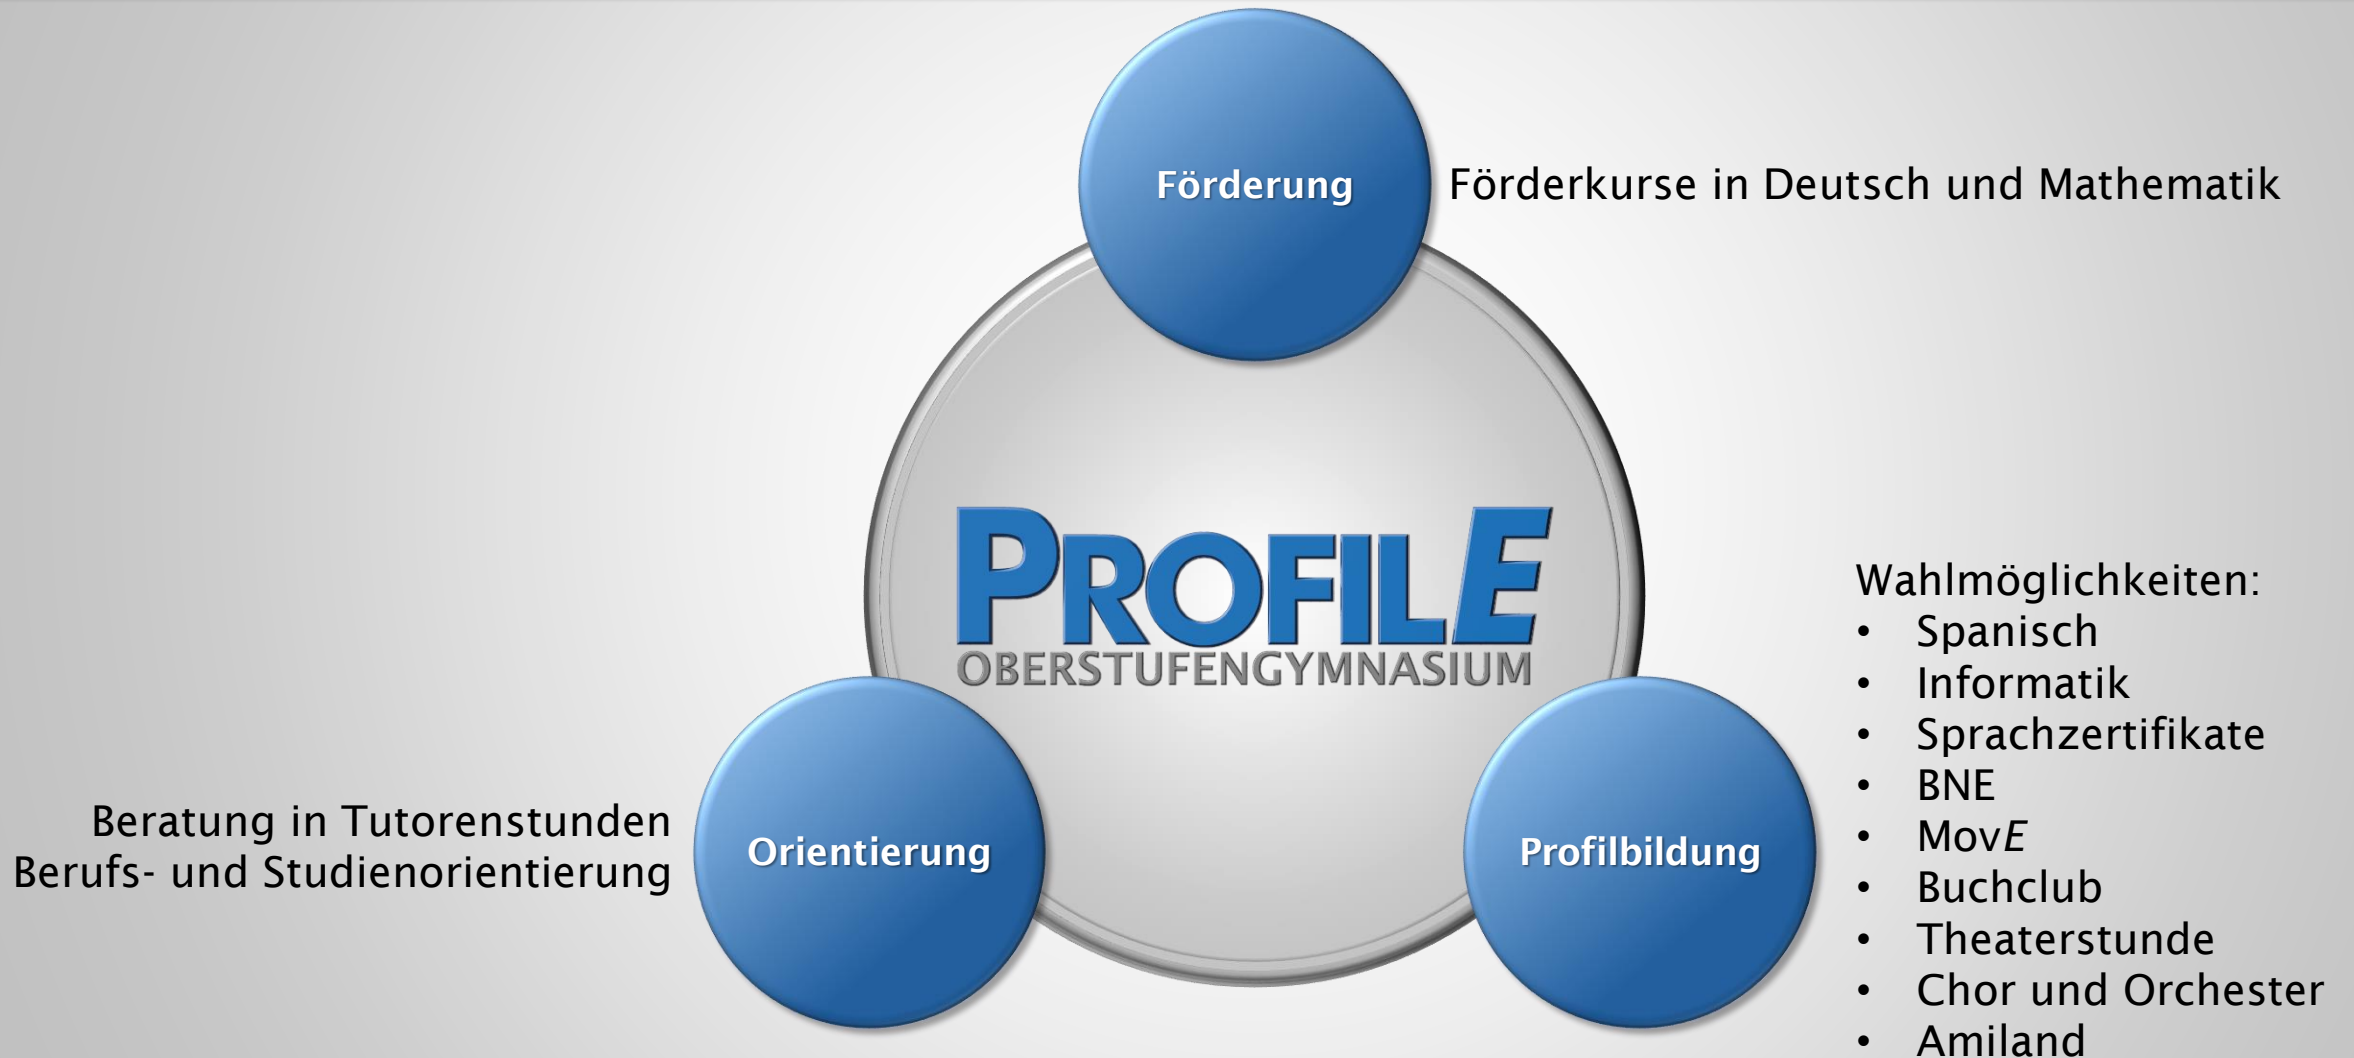 Förderung
Förderkurse in Deutsch und Mathematik
PROFILE
OBERSTUFENGYMNASIUM
Orientierung
Beratung in Tutorenstunden
Berufs- und Studienorientierung
Profilbildung
Wahlmöglichkeiten:
• Spanisch
• Informatik
• Sprachzertifikate
• BNE
• MovE
• Buchclub
• Theaterstunde
• Chor und Orchester
• Amiland